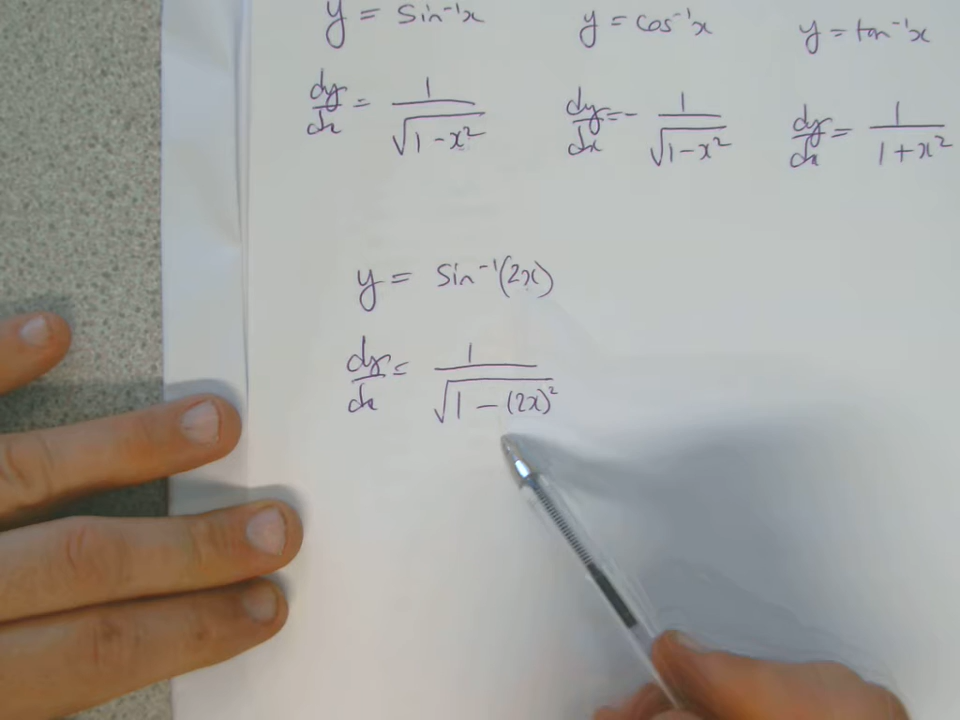 y = sin⁻¹x y = cos⁻¹x y = tan⁻¹x
dy/dx = 1/√(1-x²) dy/dx = - 1/√(1-x²) dy/dx = 1/(1+x²)
y = sin⁻¹(2x)
dy/dx = 1/√(1-(2x)²)